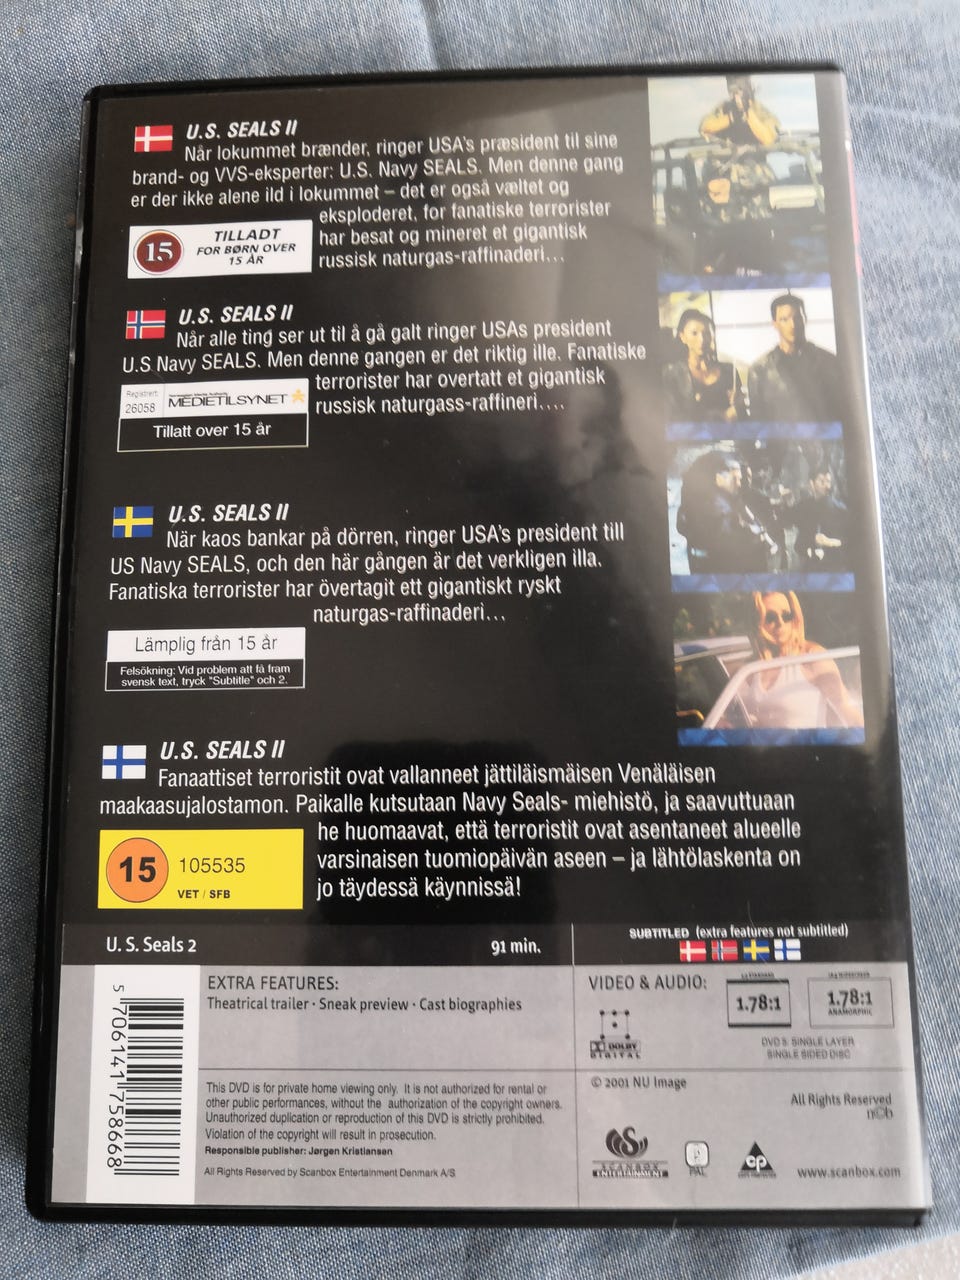 U.S. SEALS II
Når lokummet brænder, ringer USA's præsident til sine
brand- og VVS-eksperter: U.S. Navy SEALS. Men denne gang
er der ikke alene ild i lokummet – det er også væltet og
eksploderet, for fanatiske terrorister
har besat og mineret et gigantisk
russisk naturgas-raffinaderi...
15
TILLADT
FOR BØRN OVER
15 ÅR
U.S. SEALS II
Når alle ting ser ut til å gå galt ringer USAs president
U.S Navy SEALS. Men denne gangen er det riktig ille. Fanatiske
terrorister har overtatt et gigantisk
russisk naturgass-raffineri....
Registrert:
26058
MEDIETILSYNET
Tillatt over 15 år
U.S. SEALS II
När kaos bankar på dörren, ringer USA's president till
US Navy SEALS, och den här gången är det verkligen illa.
Fanatiska terrorister har övertagit ett gigantiskt ryskt
naturgas-raffinaderi...
Lämplig från 15 år
Felsökning: Vid problem att få fram
svensk text, tryck "Subtitle" och 2.
U.S. SEALS II
Fanaattiset terroristit ovat vallanneet jättiläismäisen Venäläisen
maakaasujalostamon. Paikalle kutsutaan Navy Seals- miehistö, ja saavuttuaan
he huomaavat, että terroristit ovat asentaneet alueelle
varsinaisen tuomiopäivän aseen – ja lähtölaskenta on
jo täydessä käynnissä!
15
105535
VET / SFB
U. S. Seals 2
91 min.
SUBTITLED (extra features not subtitled)
EXTRA FEATURES:
Theatrical trailer · Sneak preview · Cast biographies
VIDEO & AUDIO:
1.78:1
1.78:1
ANAMORPHIC
DOLBY
DIGITAL
DVD 5: SINGLE LAYER
SINGLE SIDED DISC
5 706141 758668
This DVD is for private home viewing only. It is not authorized for rental or
other public performances, without the authorization of the copyright owners.
Unauthorized duplication or reproduction of this DVD is strictly prohibited.
Violation of the copyright will result in prosecution.
Responsible publisher: Jørgen Kristiansen
All Rights Reserved by Scanbox Entertainment Denmark A/S
© 2001 NU Image
All Rights Reserved
n©b
SCANBOX
ENTERTAINMENT
PAL
CP
www.scanbox.com